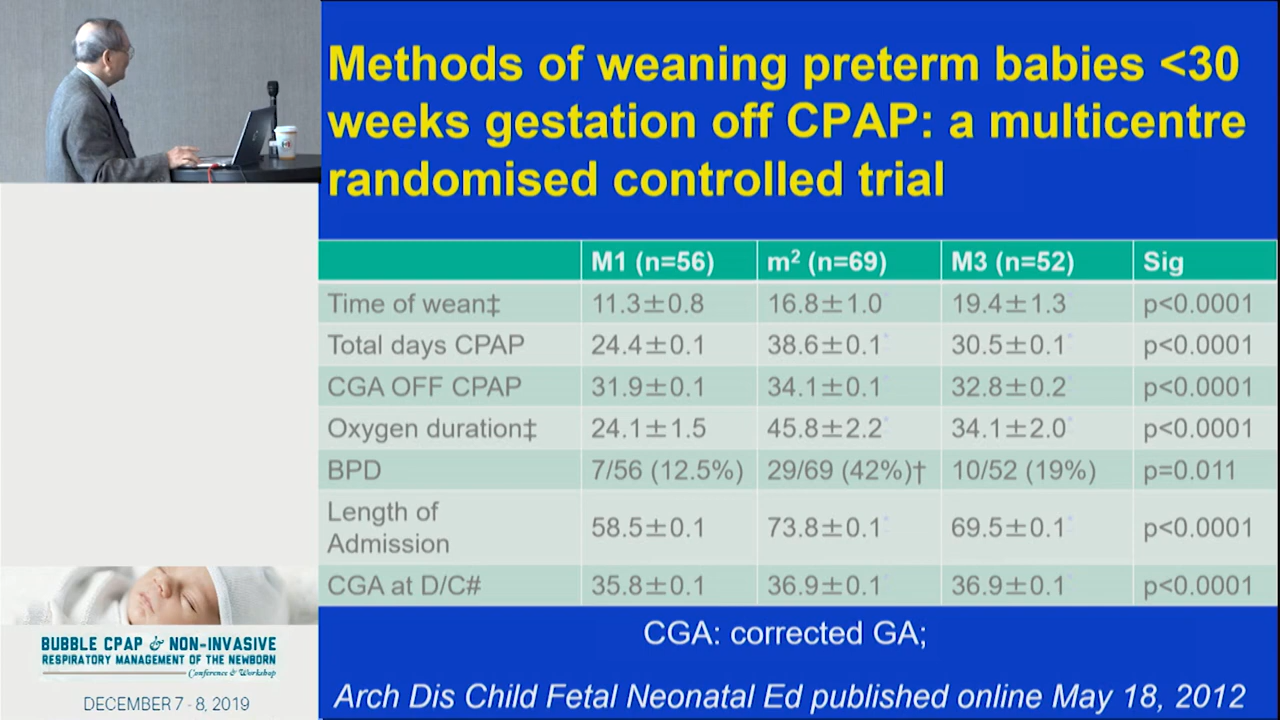 Methods of weaning preterm babies <30
weeks gestation off CPAP: a multicentre
randomised controlled trial
M1 (n=56) m² (n=69) M3 (n=52) Sig
Time of wean‡ 11.3±0.8 16.8±1.0* 19.4±1.3* p<0.0001
Total days CPAP 24.4±0.1 38.6±0.1* 30.5±0.1* p<0.0001
CGA OFF CPAP 31.9±0.1 34.1±0.1* 32.8±0.2* p<0.0001
Oxygen duration‡ 24.1±1.5 45.8±2.2* 34.1±2.0* p<0.0001
BPD 7/56 (12.5%) 29/69 (42%)† 10/52 (19%) p=0.011
Length of
Admission 58.5±0.1 73.8±0.1* 69.5±0.1* p<0.0001
CGA at D/C# 35.8±0.1 36.9±0.1* 36.9±0.1* p<0.0001
CGA: corrected GA;
Arch Dis Child Fetal Neonatal Ed published online May 18, 2012
BUBBLE CPAP & NON-INVASIVE
RESPIRATORY MANAGEMENT OF THE NEWBORN
Conference & Workshop
DECEMBER 7 - 8, 2019